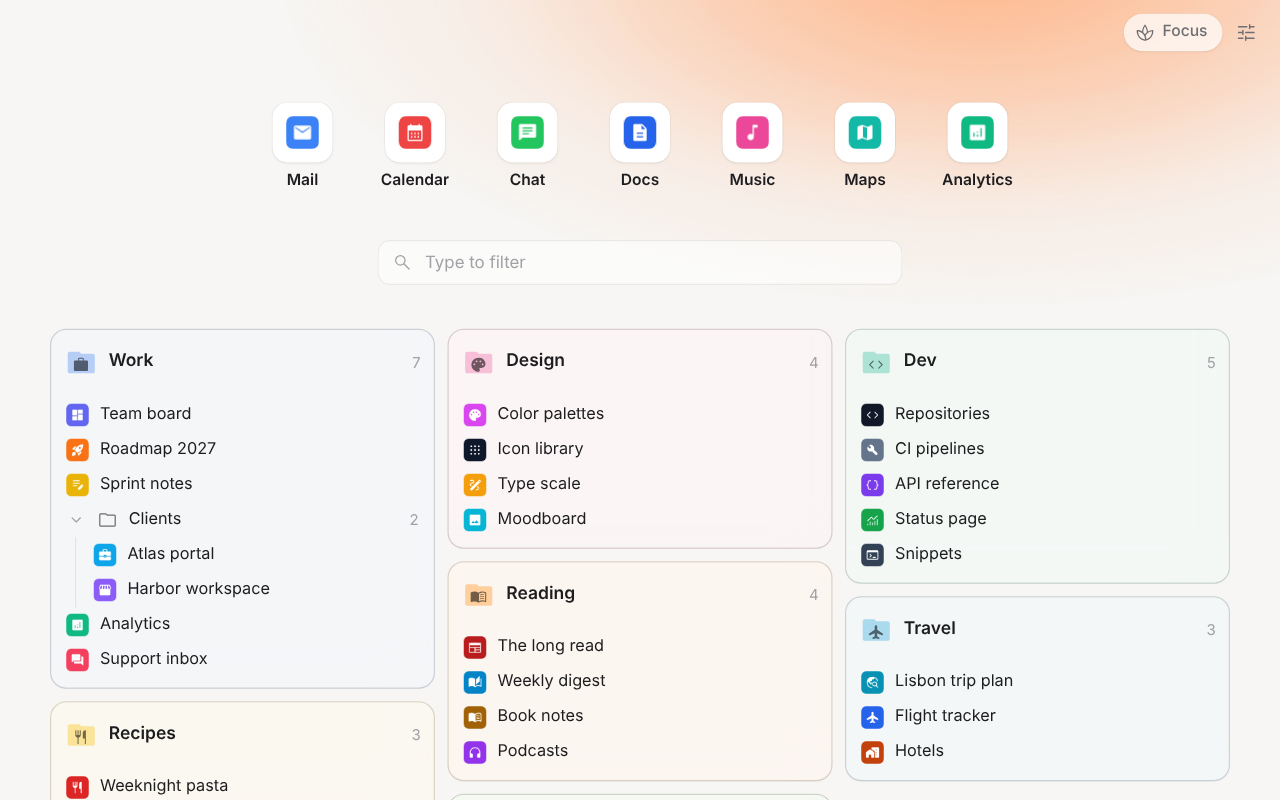 Focus
Mail
Calendar
Chat
Docs
Music
Maps
Analytics
Type to filter
Work 7
Team board
Roadmap 2027
Sprint notes
Clients 2
Atlas portal
Harbor workspace
Analytics
Support inbox
Recipes 3
Weeknight pasta
Design 4
Color palettes
Icon library
Type scale
Moodboard
Reading 4
The long read
Weekly digest
Book notes
Podcasts
Dev 5
Repositories
CI pipelines
API reference
Status page
Snippets
Travel 3
Lisbon trip plan
Flight tracker
Hotels